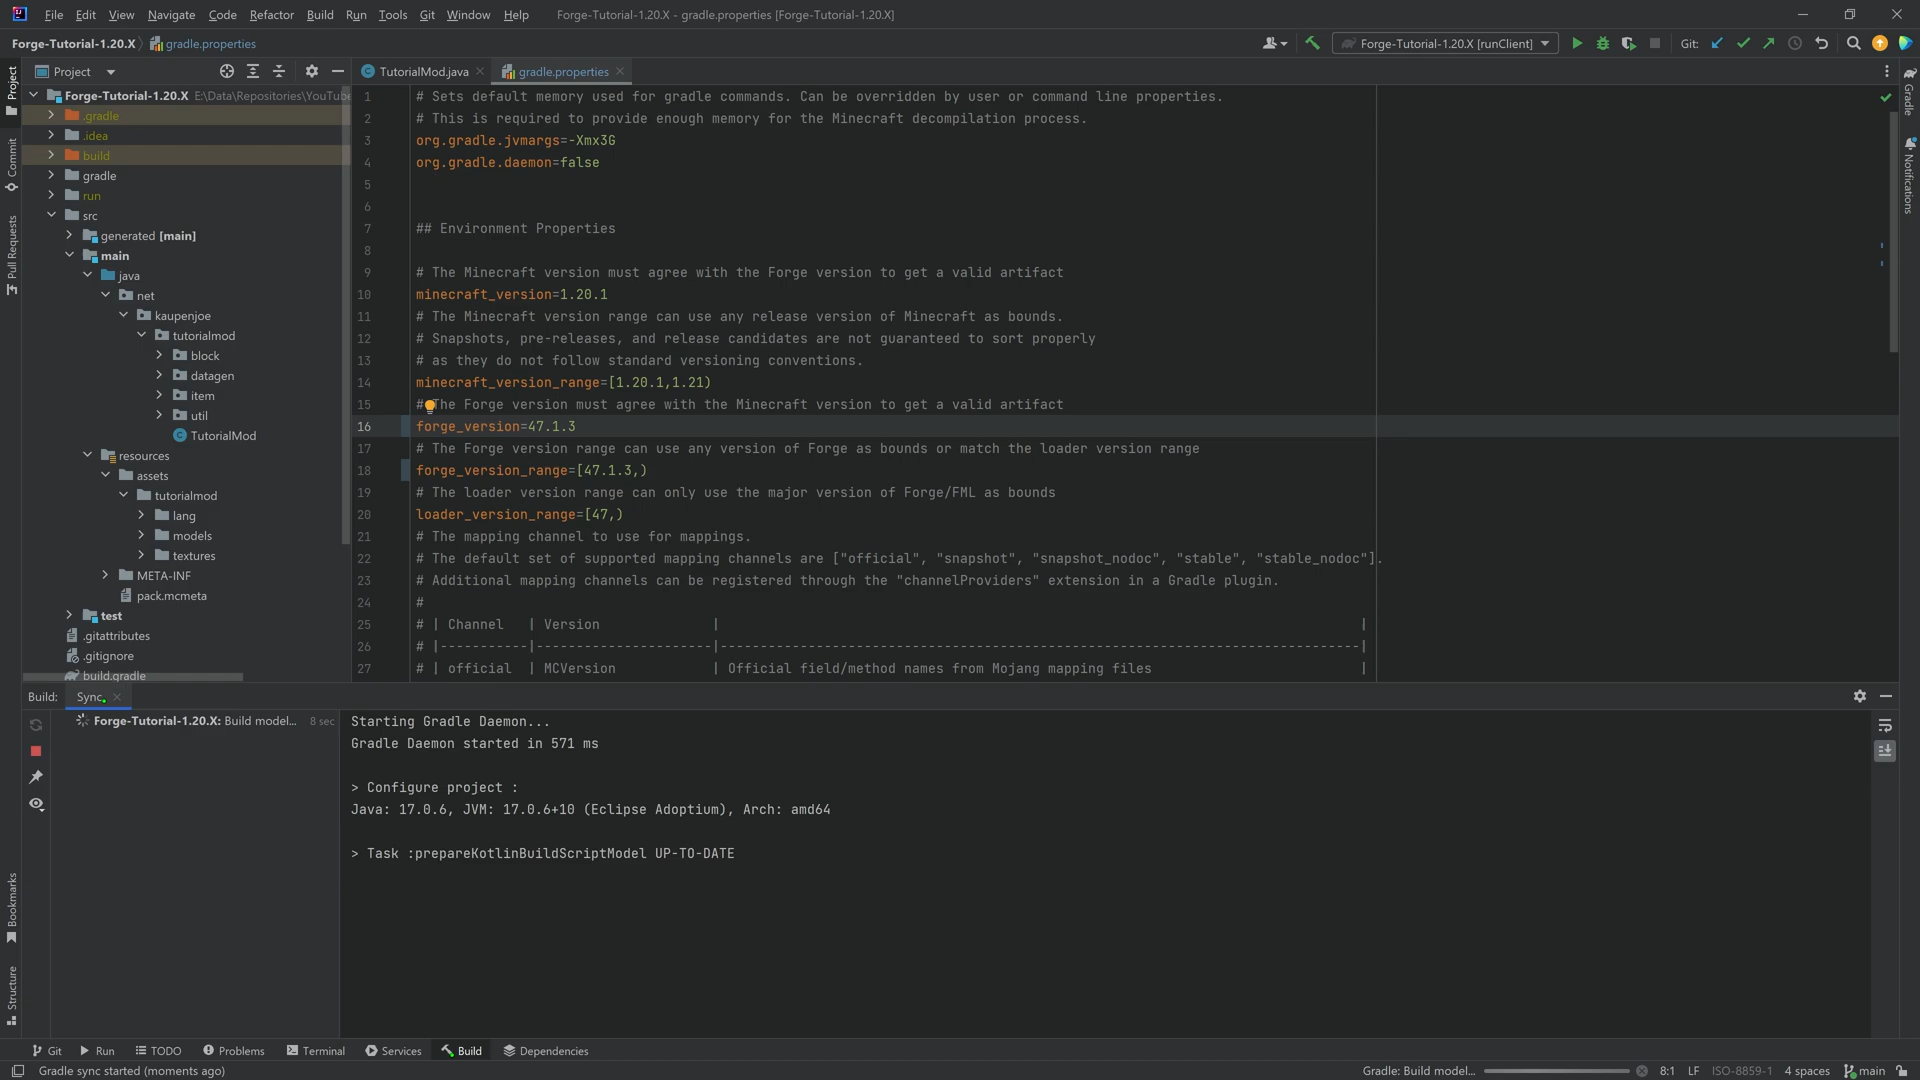 File Edit View Navigate Code Refactor Build Run Tools Git Window Help Forge-Tutorial-1.20.X - gradle.properties [Forge-Tutorial-1.20.X]
Forge-Tutorial-1.20.X gradle.properties Forge-Tutorial-1.20.X [runClient] Git:
Project TutorialMod.java gradle.properties
Project
Commit
Pull Requests
Bookmarks
Structure
Gradle
Notifications
Forge-Tutorial-1.20.X E:\Data\Repositories\YouTube
.gradle
.idea
build
gradle
run
src
generated [main]
main
java
net
kaupenjoe
tutorialmod
block
datagen
item
util
TutorialMod
resources
assets
tutorialmod
lang
models
textures
META-INF
pack.mcmeta
test
.gitattributes
.gitignore
build.gradle
1 # Sets default memory used for gradle commands. Can be overridden by user or command line properties.
2 # This is required to provide enough memory for the Minecraft decompilation process.
3 org.gradle.jvmargs=-Xmx3G
4 org.gradle.daemon=false
5
6
7 ## Environment Properties
8
9 # The Minecraft version must agree with the Forge version to get a valid artifact
10 minecraft_version=1.20.1
11 # The Minecraft version range can use any release version of Minecraft as bounds.
12 # Snapshots, pre-releases, and release candidates are not guaranteed to sort properly
13 # as they do not follow standard versioning conventions.
14 minecraft_version_range=[1.20.1,1.21)
15 # The Forge version must agree with the Minecraft version to get a valid artifact
16 forge_version=47.1.3
17 # The Forge version range can use any version of Forge as bounds or match the loader version range
18 forge_version_range=[47.1.3,)
19 # The loader version range can only use the major version of Forge/FML as bounds
20 loader_version_range=[47,)
21 # The mapping channel to use for mappings.
22 # The default set of supported mapping channels are ["official", "snapshot", "snapshot_nodoc", "stable", "stable_nodoc"].
23 # Additional mapping channels can be registered through the "channelProviders" extension in a Gradle plugin.
24 #
25 # | Channel | Version | |
26 # |-----------|----------------------|--------------------------------------------------------------------------------|
27 # | official | MCVersion | Official field/method names from Mojang mapping files |
Build: Sync
Forge-Tutorial-1.20.X: Build model... 8 sec
Starting Gradle Daemon...
Gradle Daemon started in 571 ms
> Configure project :
Java: 17.0.6, JVM: 17.0.6+10 (Eclipse Adoptium), Arch: amd64
> Task :prepareKotlinBuildScriptModel UP-TO-DATE
Git Run TODO Problems Terminal Services Build Dependencies
Gradle sync started (moments ago) Gradle: Build model... 8:1 LF ISO-8859-1 4 spaces main